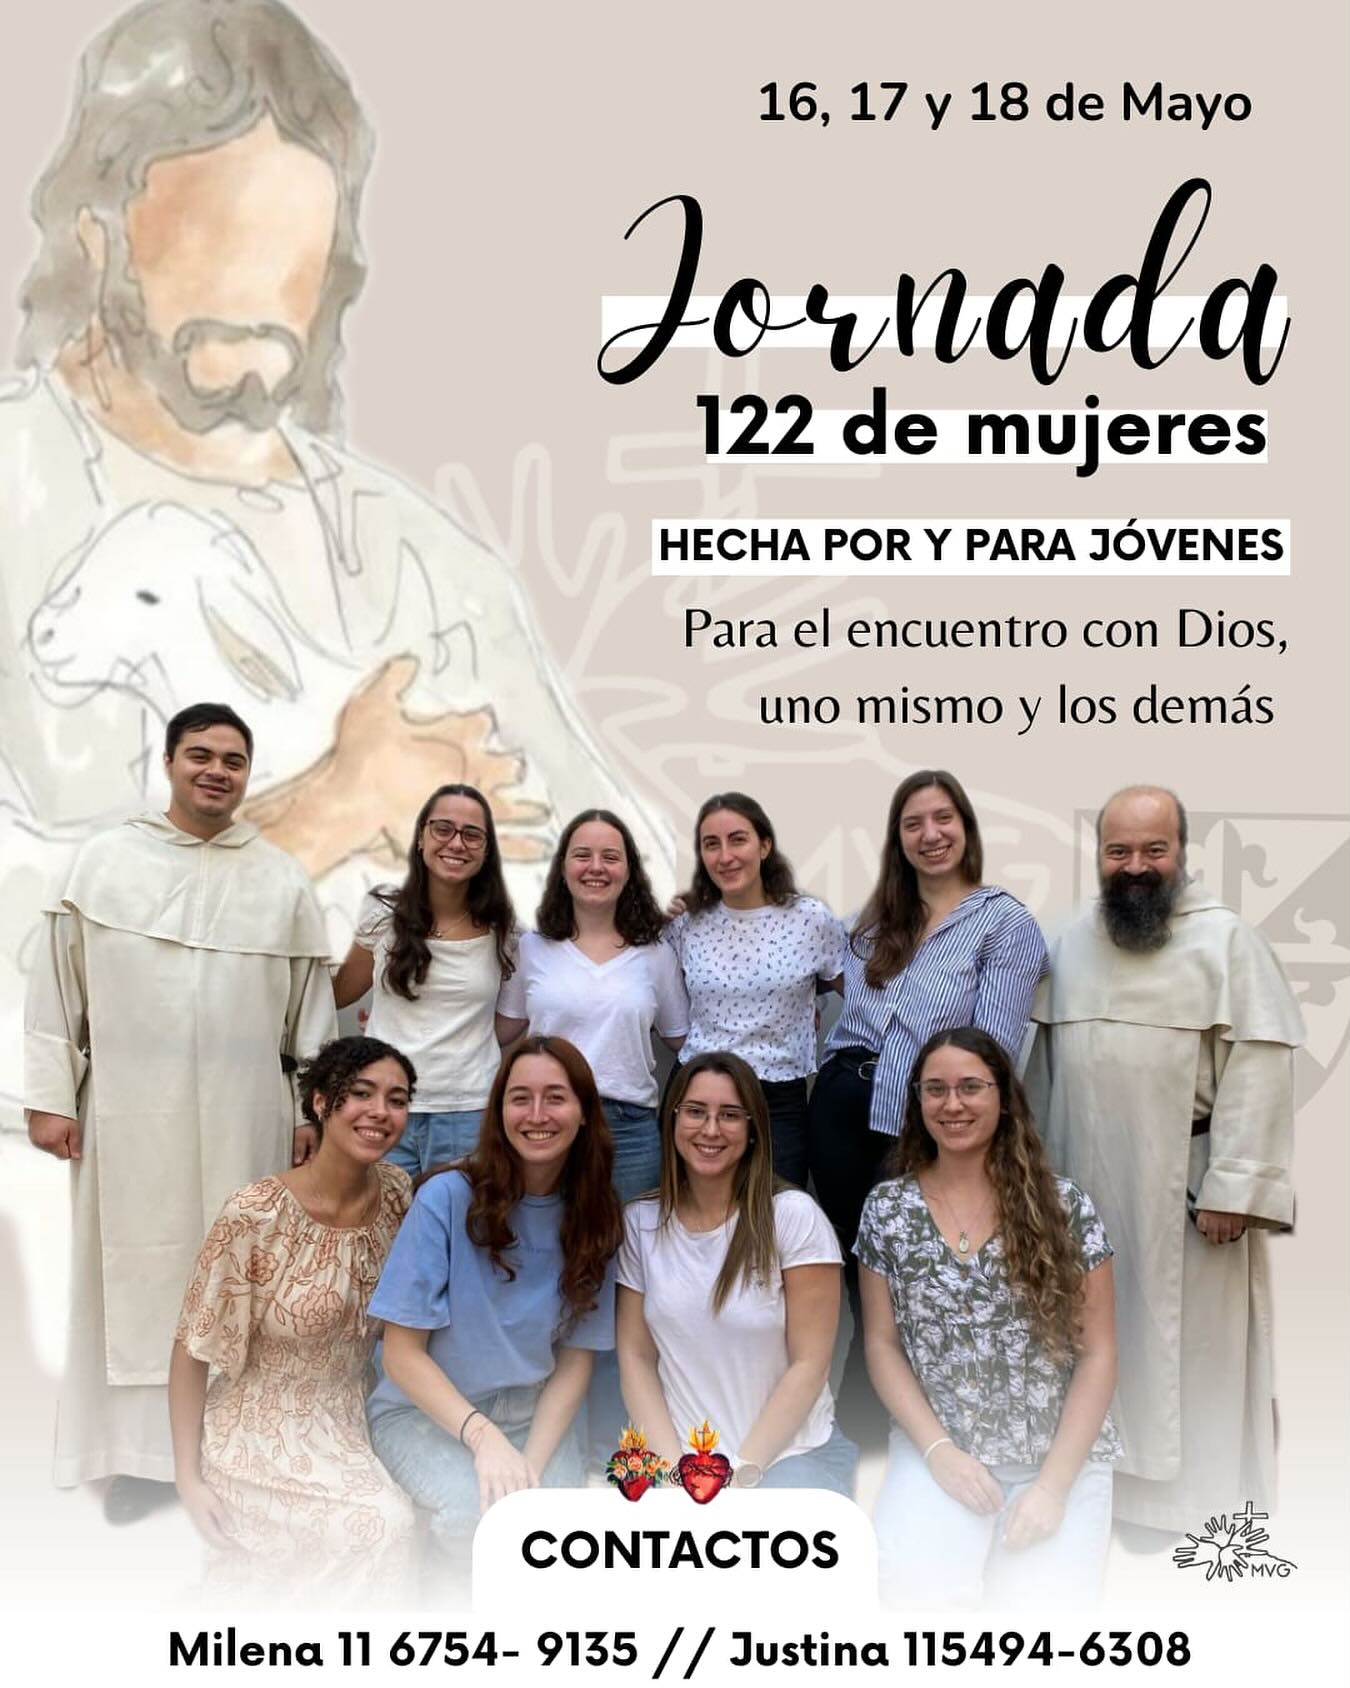 16, 17 y 18 de Mayo
Jornada
122 de mujeres
HECHA POR Y PARA JÓVENES
Para el encuentro con Dios,
uno mismo y los demás
MVG
CONTACTOS
MVG
Milena 11 6754- 9135 // Justina 115494-6308